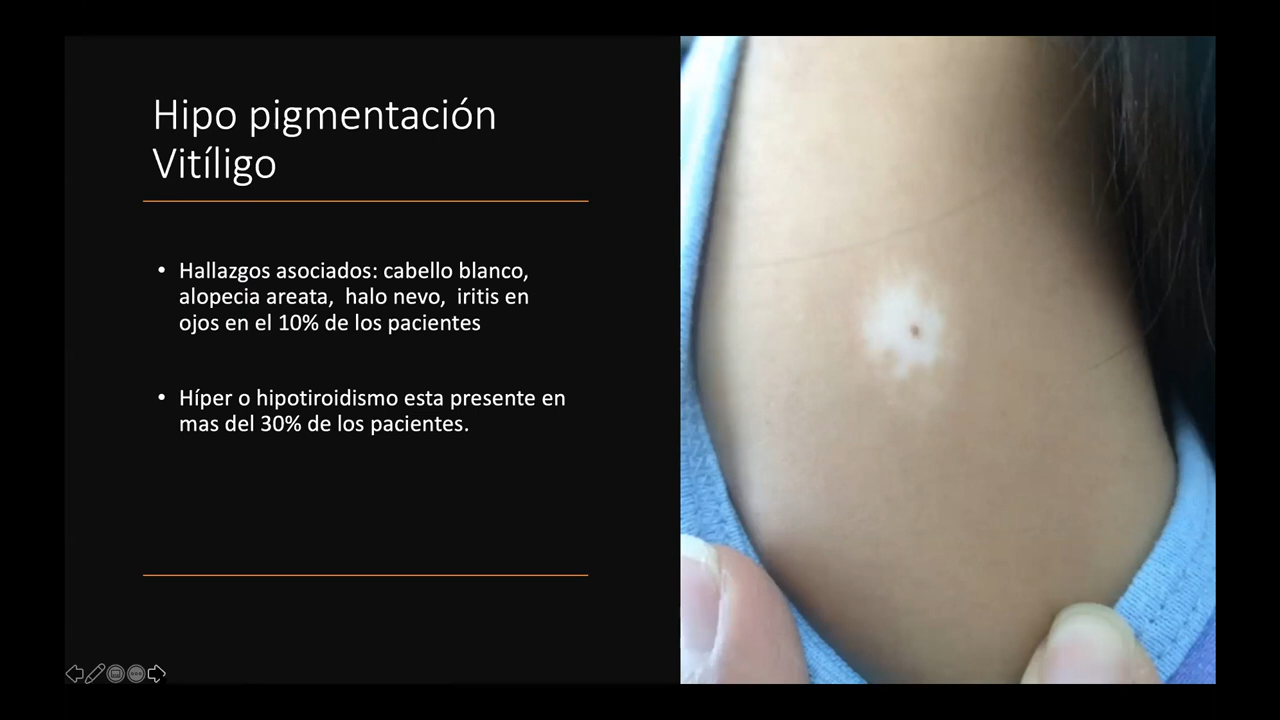 Hipo pigmentación
Vitíligo
• Hallazgos asociados: cabello blanco,
alopecia areata, halo nevo, iritis en
ojos en el 10% de los pacientes
• Híper o hipotiroidismo esta presente en
mas del 30% de los pacientes.